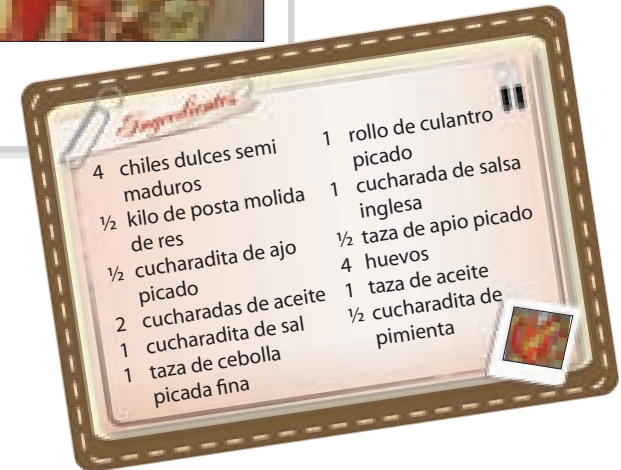 Ingredientes
4 chiles dulces semi
maduros
½ kilo de posta molida
de res
½ cucharadita de ajo
picado
2 cucharadas de aceite
1 cucharadita de sal
1 taza de cebolla
picada fina
1 rollo de culantro
picado
1 cucharada de salsa
inglesa
½ taza de apio picado
4 huevos
1 taza de aceite
½ cucharadita de
pimienta